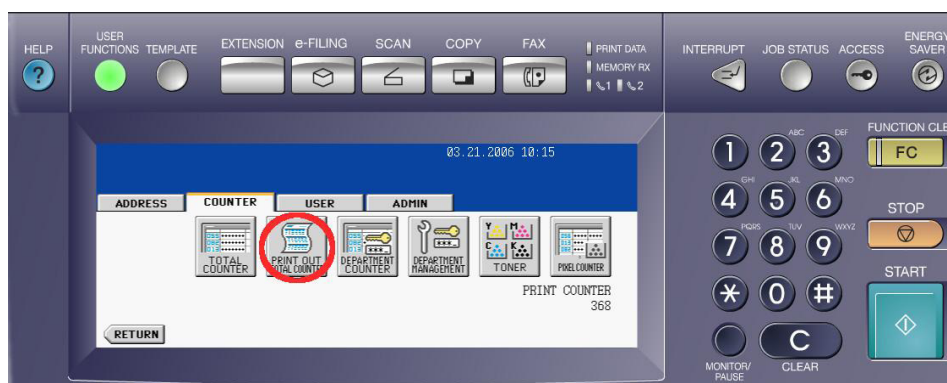 HELP
USER
FUNCTIONS
TEMPLATE
EXTENSION
e-FILING
SCAN
COPY
FAX
PRINT DATA
MEMORY RX
1 2
INTERRUPT
JOB STATUS
ACCESS
ENERGY
SAVER
?
03.21.2006 10:15
ADDRESS
COUNTER
USER
ADMIN
TOTAL
COUNTER
PRINT OUT
TOTAL COUNTER
DEPARTMENT
COUNTER
DEPARTMENT
MANAGEMENT
Y M
C K
TONER
PIXEL COUNTER
PRINT COUNTER
368
RETURN
1
ABC
2
DEF
3
GHI
4
JKL
5
MNO
6
PQRS
7
TUV
8
WXYZ
9
*
0
#
MONITOR/
PAUSE
C
CLEAR
FUNCTION CLE
FC
STOP
START